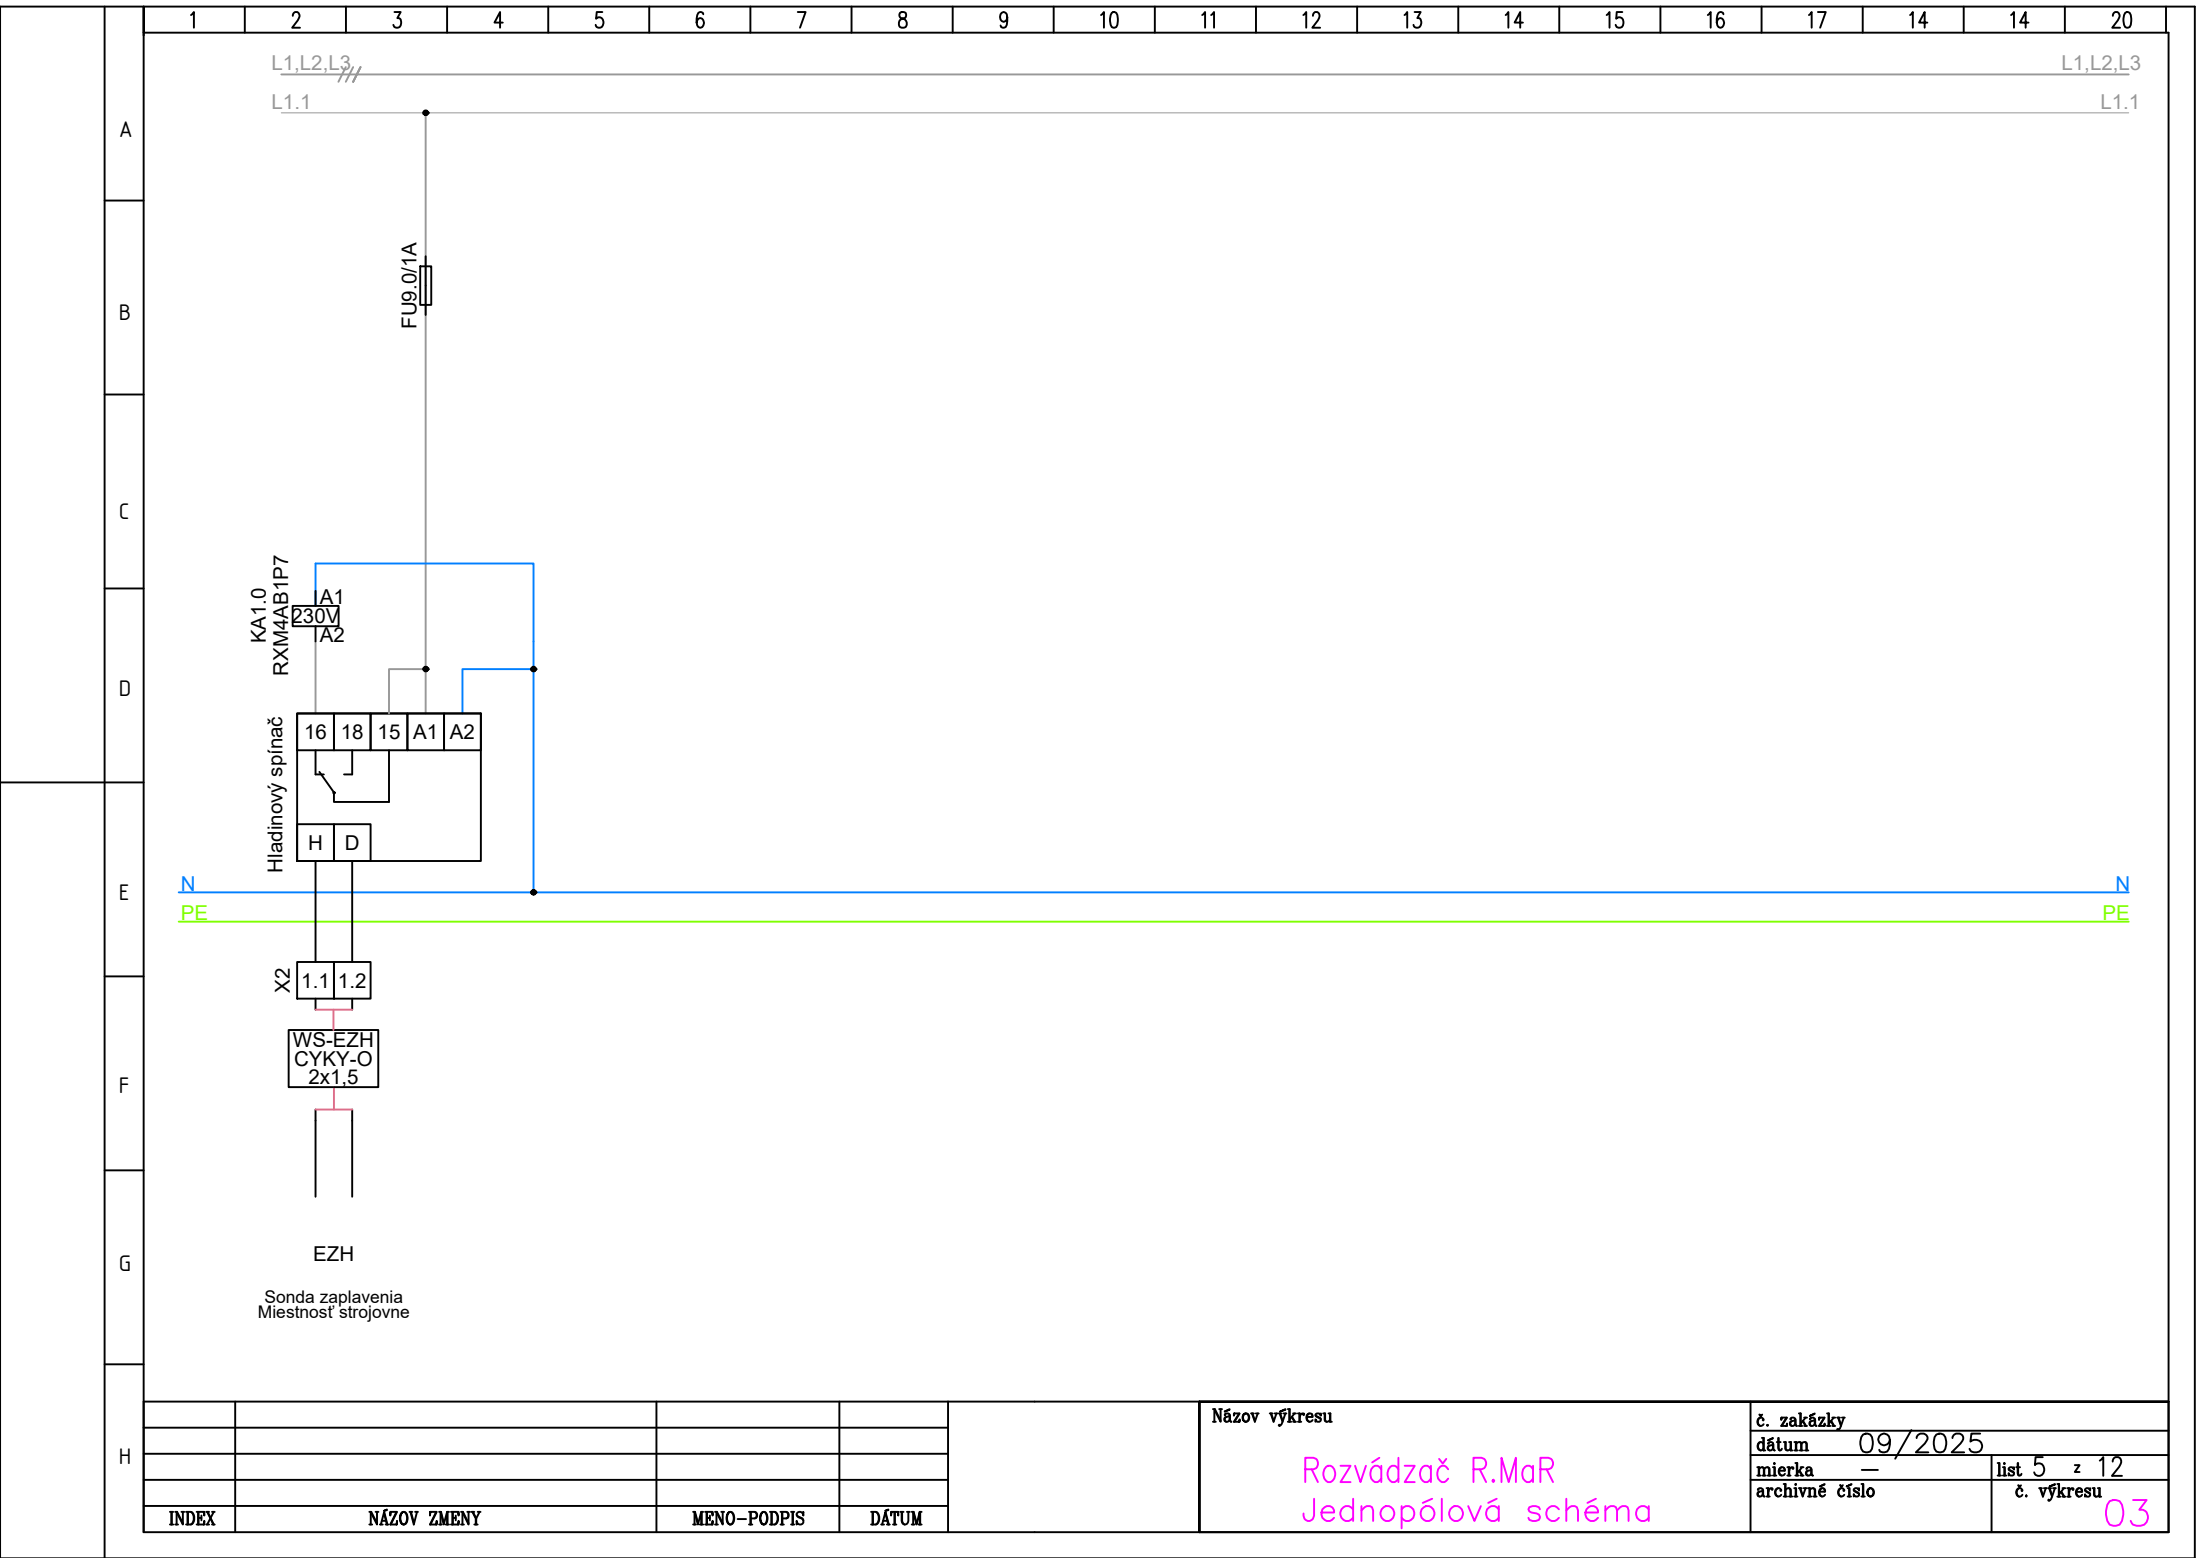 1 2 3 4 5 6 7 8 9 10 11 12 13 14 15 16 17 14 14 20
L1,L2,L3 L1,L2,L3
L1.1 L1.1
A
B
FU9.0/1A
C
KA1.0
RXM4AB1P7
A1
230V
A2
D
Hladinový spínač
16 18 15 A1 A2
H D
E
N N
PE PE
X2
1.1 1.2
WS-EZH
CYKY-O
2x1,5
F
EZH
G
Sonda zaplavenia
Miestnosť strojovne
H
INDEX NÁZOV ZMENY MENO-PODPIS DÁTUM
Názov výkresu
Rozvádzač R.MaR
Jednopólová schéma
č. zakázky
dátum 09/2025
mierka — list 5 z 12
archivné číslo č. výkresu
03